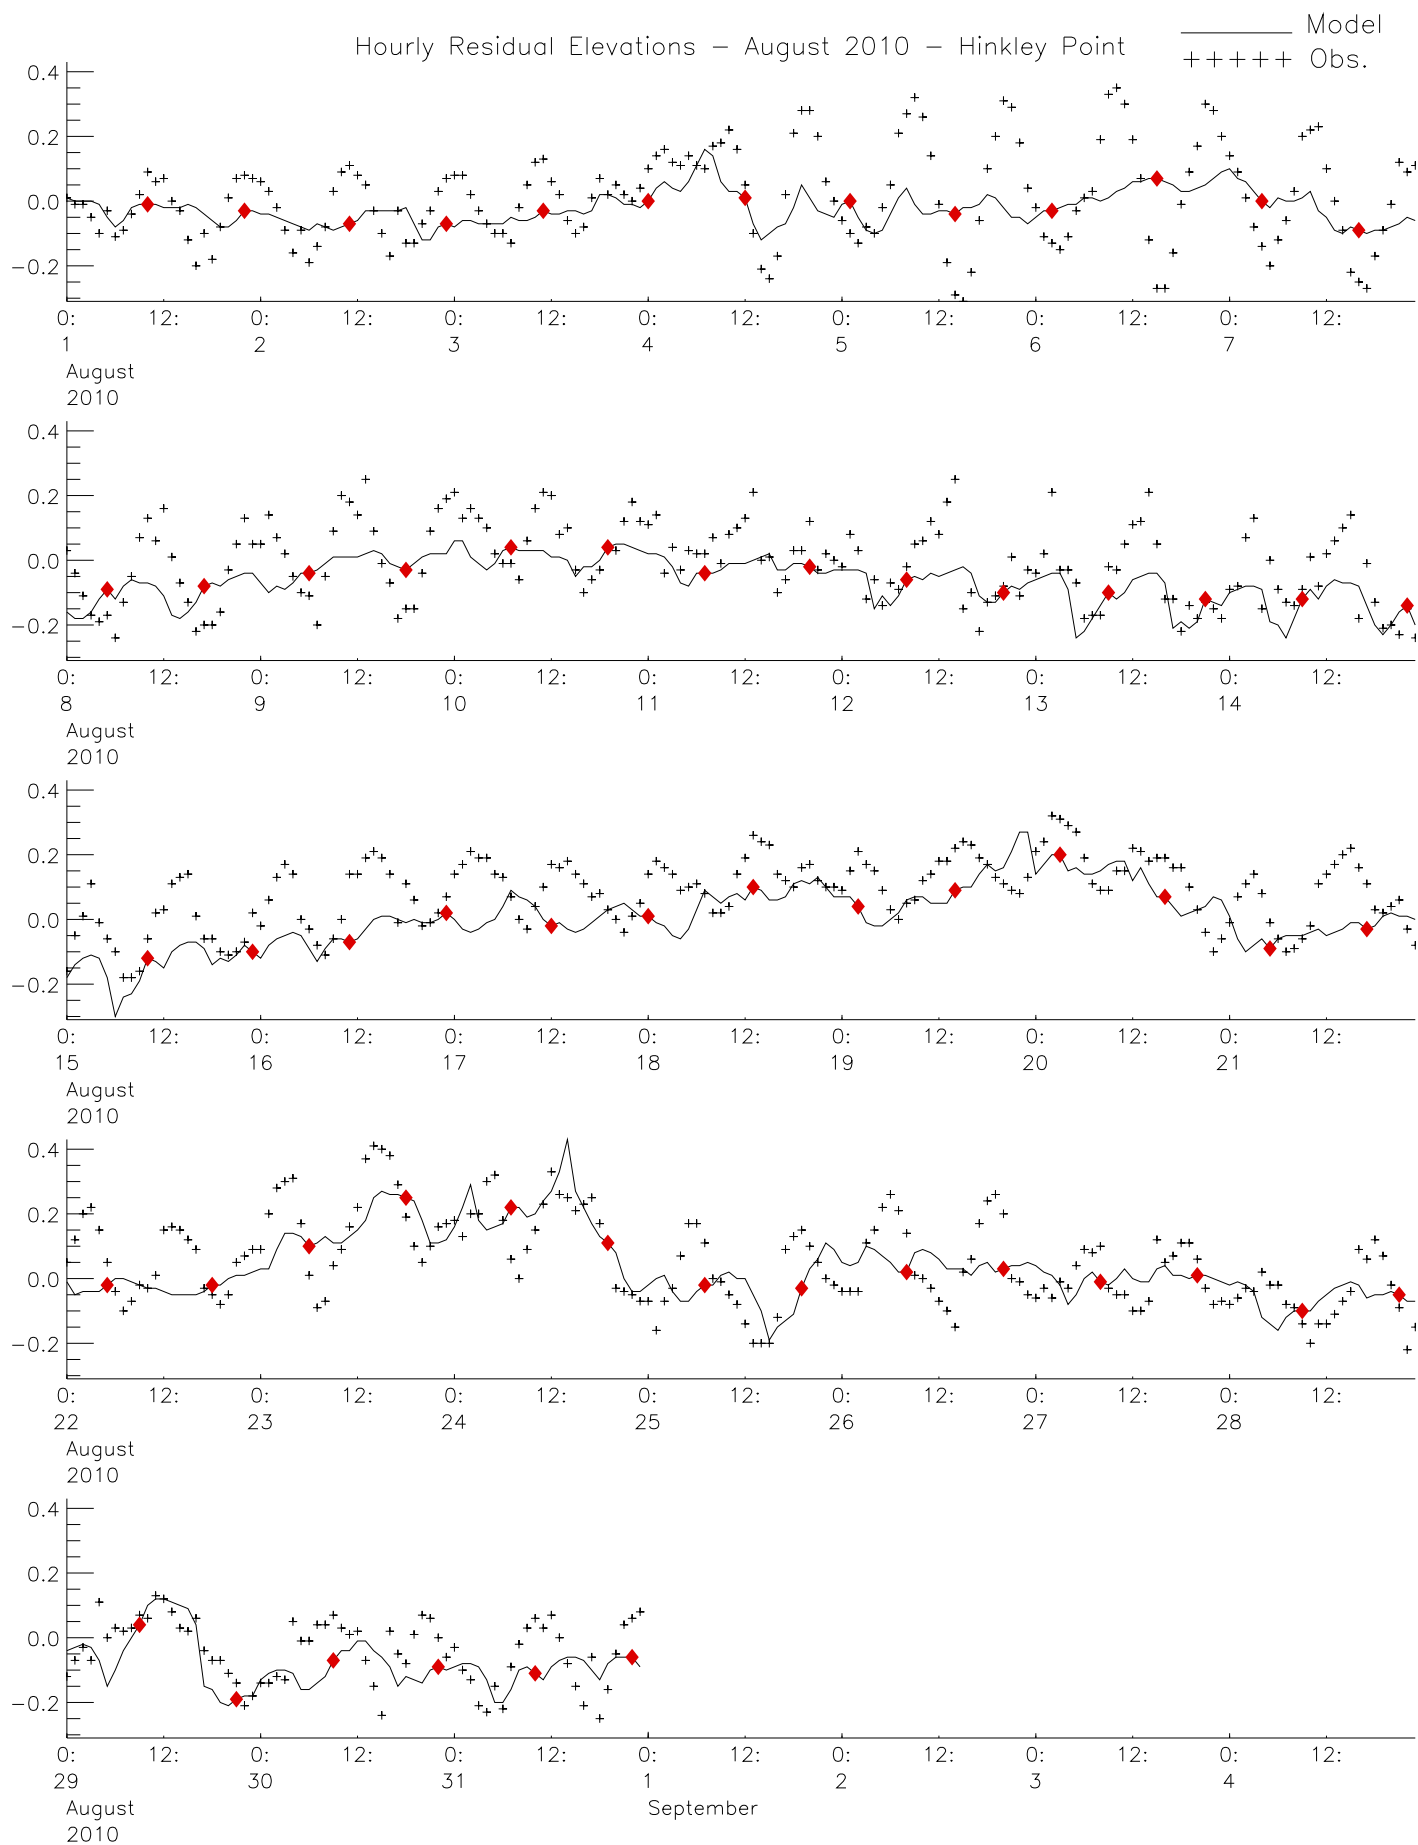 Hourly Residual Elevations – August 2010 – Hinkley Point
Model
+++++ Obs.
0.4
0.2
0.0
−0.2
0: 12: 0: 12: 0: 12: 0: 12: 0: 12: 0: 12: 0: 12:
1 2 3 4 5 6 7
August
2010
0.4
0.2
0.0
−0.2
0: 12: 0: 12: 0: 12: 0: 12: 0: 12: 0: 12: 0: 12:
8 9 10 11 12 13 14
August
2010
0.4
0.2
0.0
−0.2
0: 12: 0: 12: 0: 12: 0: 12: 0: 12: 0: 12: 0: 12:
15 16 17 18 19 20 21
August
2010
0.4
0.2
0.0
−0.2
0: 12: 0: 12: 0: 12: 0: 12: 0: 12: 0: 12: 0: 12:
22 23 24 25 26 27 28
August
2010
0.4
0.2
0.0
−0.2
0: 12: 0: 12: 0: 12: 0: 12: 0: 12: 0: 12: 0: 12:
29 30 31 1 2 3 4
August September
2010